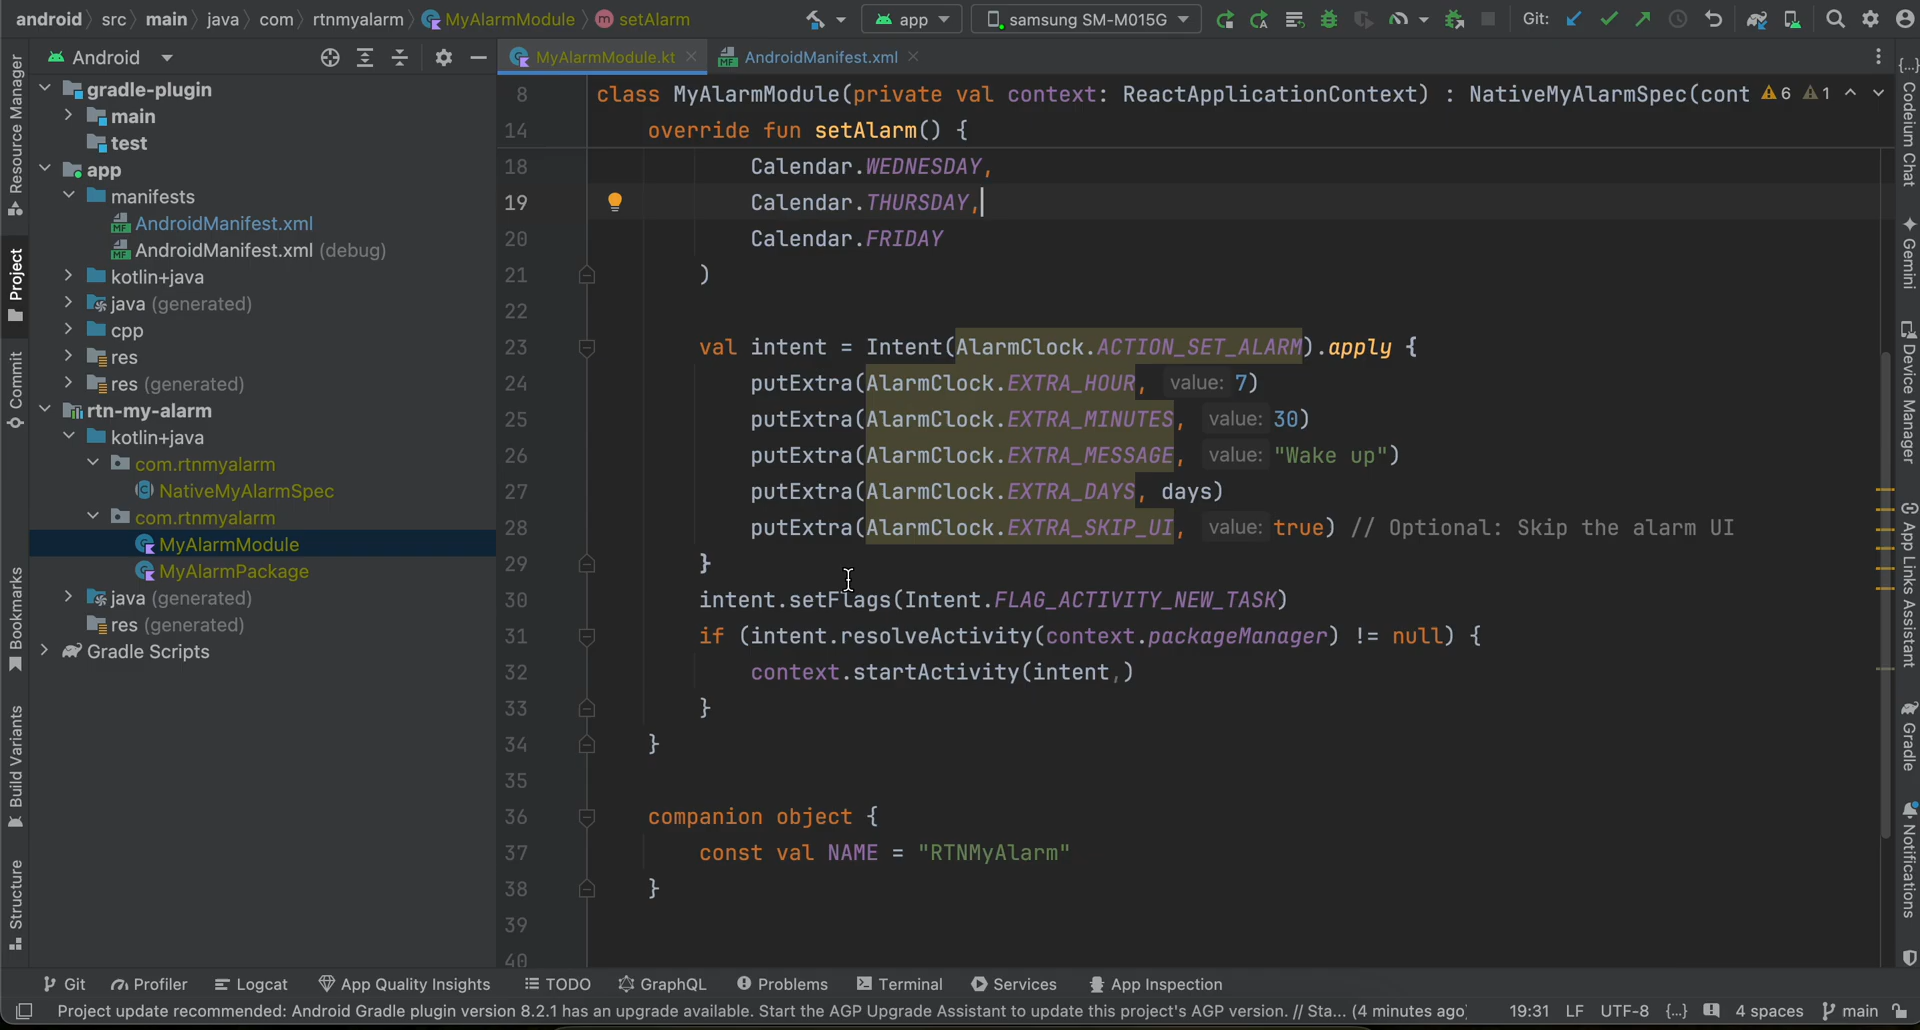 android › src › main › java › com › rtnmyalarm › MyAlarmModule › setAlarm
app
samsung SM-M015G
Git:
Android
MyAlarmModule.kt
AndroidManifest.xml
Resource Manager
Project
Commit
Bookmarks
Build Variants
Structure
gradle-plugin
main
test
app
manifests
AndroidManifest.xml
AndroidManifest.xml (debug)
kotlin+java
java (generated)
cpp
res
res (generated)
rtn-my-alarm
kotlin+java
com.rtnmyalarm
NativeMyAlarmSpec
com.rtnmyalarm
MyAlarmModule
MyAlarmPackage
java (generated)
res (generated)
Gradle Scripts
8 class MyAlarmModule(private val context: ReactApplicationContext) : NativeMyAlarmSpec(cont 6 1
14 override fun setAlarm() {
18 Calendar.WEDNESDAY,
19 Calendar.THURSDAY,
20 Calendar.FRIDAY
21 )
22
23 val intent = Intent(AlarmClock.ACTION_SET_ALARM).apply {
24 putExtra(AlarmClock.EXTRA_HOUR, value: 7)
25 putExtra(AlarmClock.EXTRA_MINUTES, value: 30)
26 putExtra(AlarmClock.EXTRA_MESSAGE, value: "Wake up")
27 putExtra(AlarmClock.EXTRA_DAYS, days)
28 putExtra(AlarmClock.EXTRA_SKIP_UI, value: true) // Optional: Skip the alarm UI
29 }
30 intent.setFlags(Intent.FLAG_ACTIVITY_NEW_TASK)
31 if (intent.resolveActivity(context.packageManager) != null) {
32 context.startActivity(intent,)
33 }
34 }
35
36 companion object {
37 const val NAME = "RTNMyAlarm"
38 }
39
40
{...} Codeium Chat
Gemini
Device Manager
App Links Assistant
Gradle
Notifications
Git Profiler Logcat App Quality Insights TODO GraphQL Problems Terminal Services App Inspection
Project update recommended: Android Gradle plugin version 8.2.1 has an upgrade available. Start the AGP Upgrade Assistant to update this project's AGP version. // Sta... (4 minutes ago) 19:31 LF UTF-8 {...} 4 spaces main